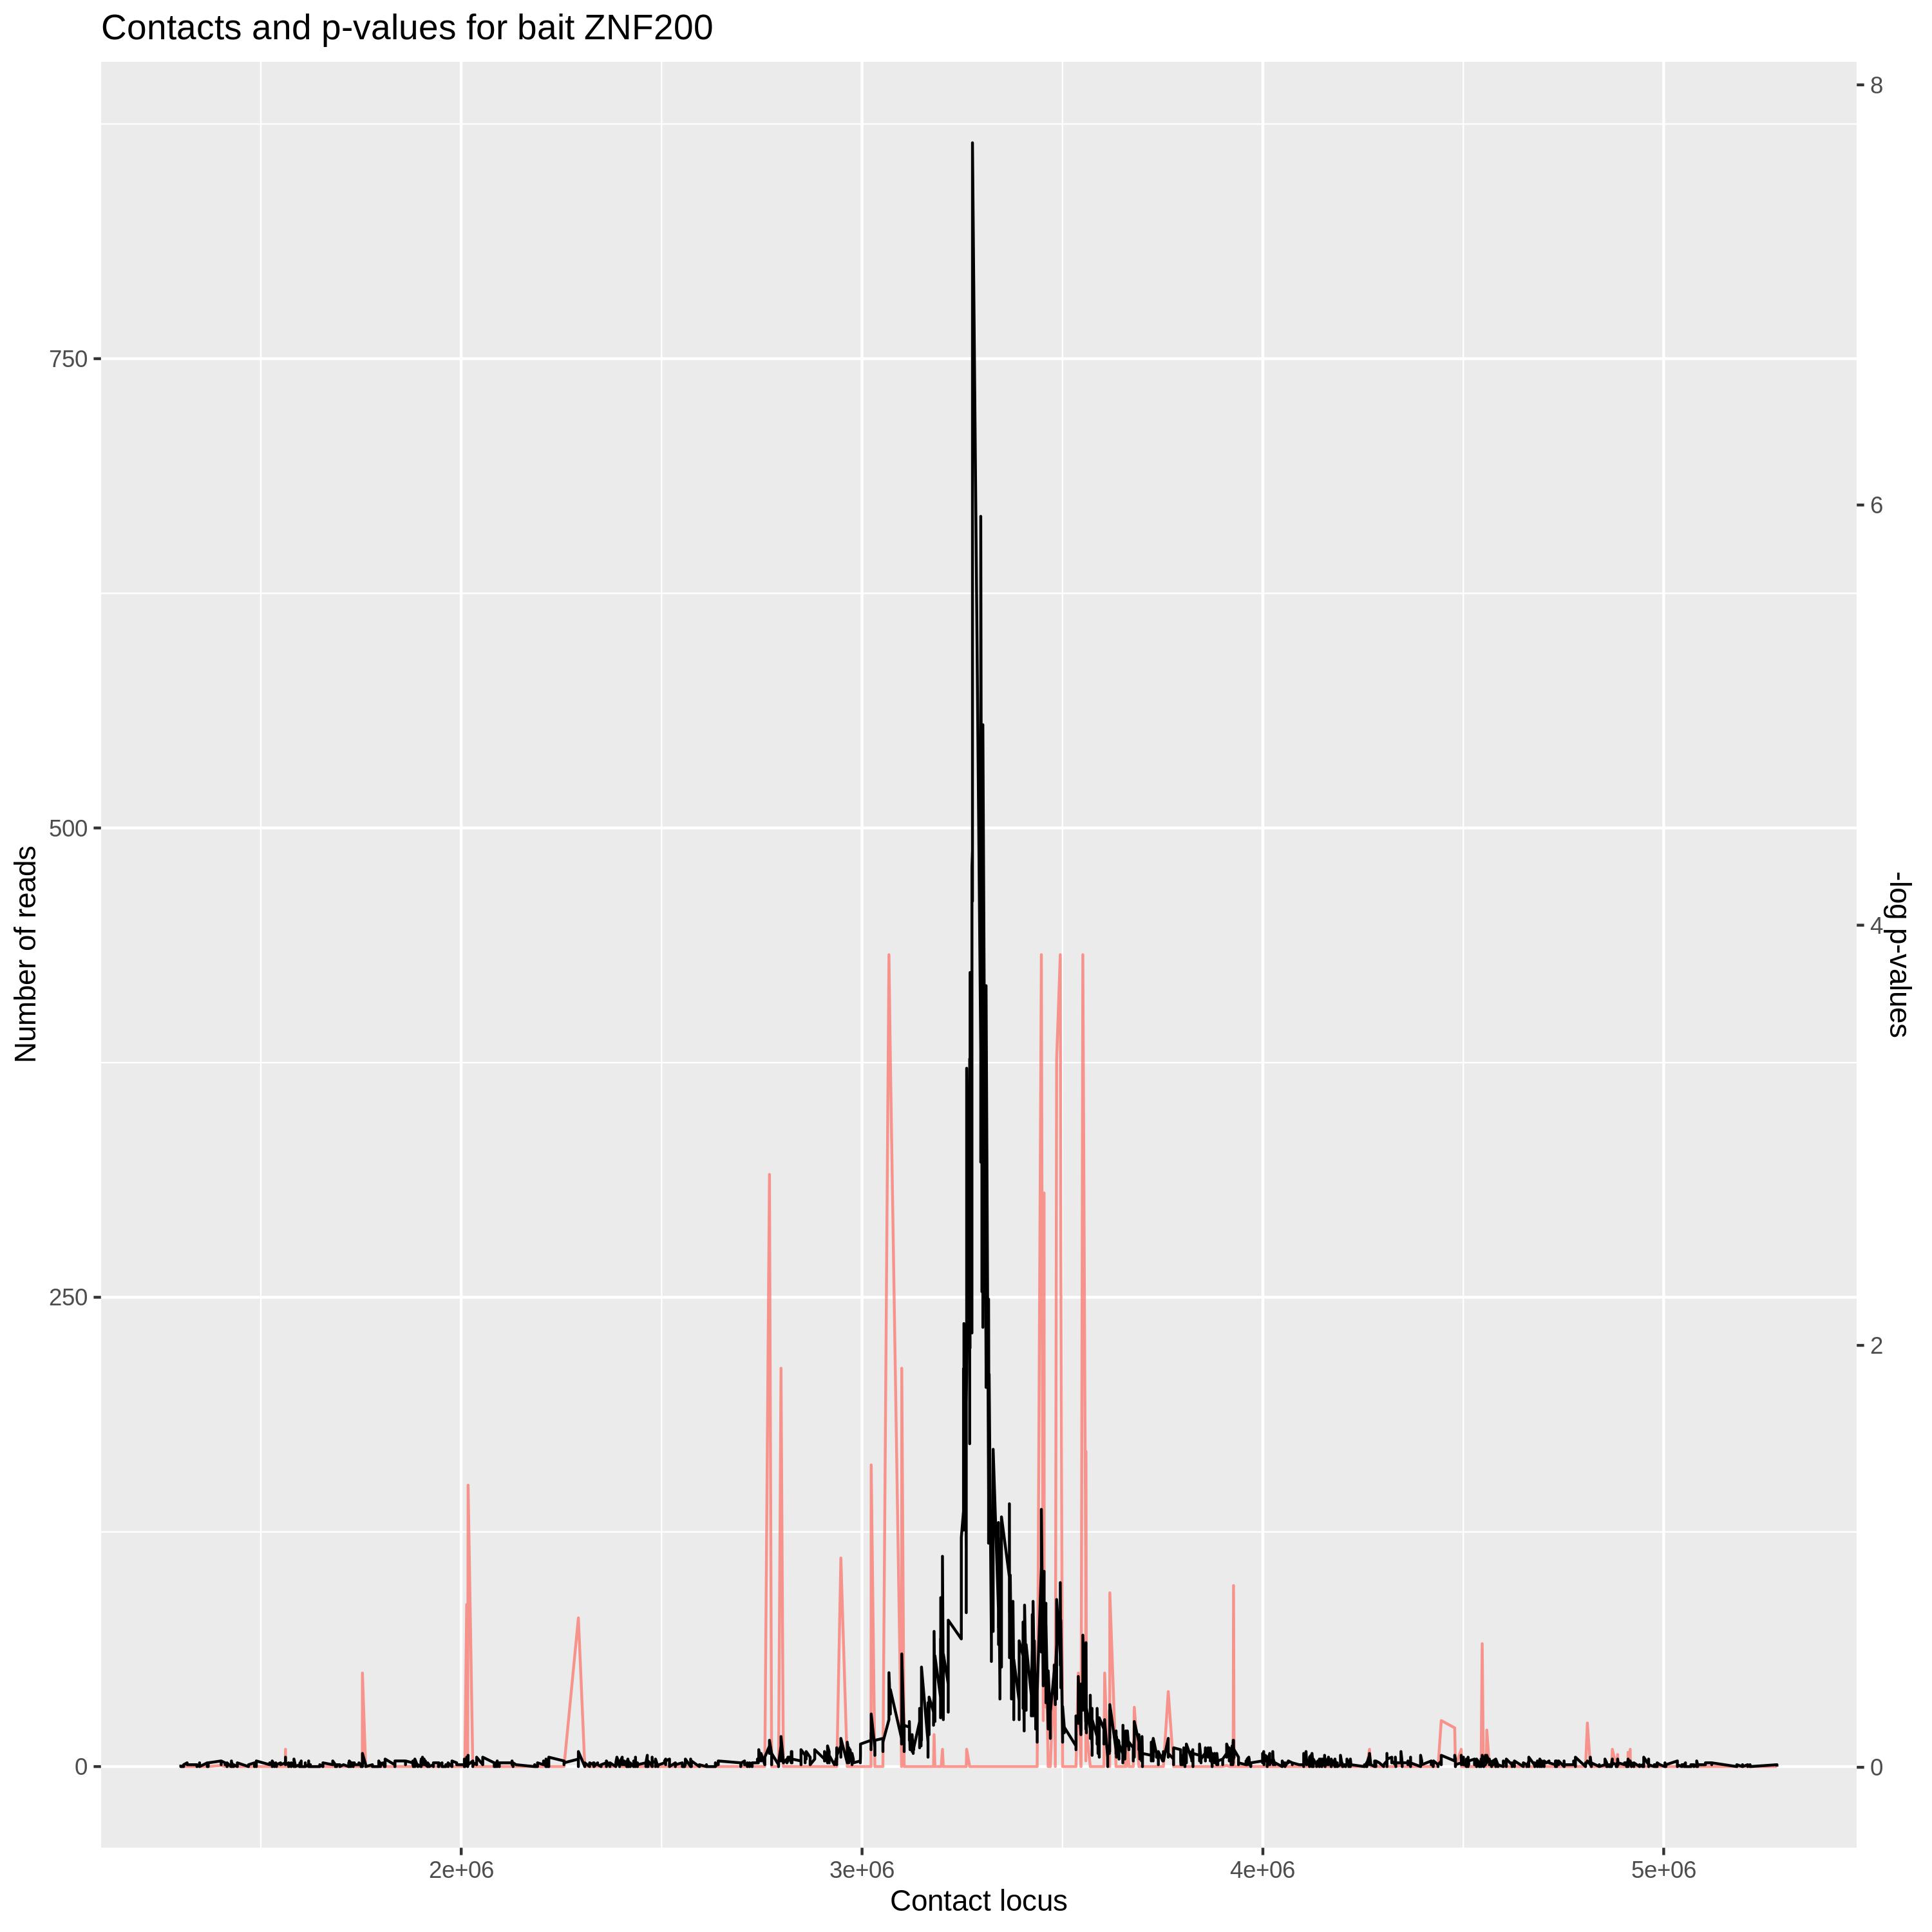 Contacts and p-values for bait ZNF200
8
750
6
500
4
Number of reads
-log p-values
250
2
0
0
2e+06
3e+06
4e+06
5e+06
Contact locus